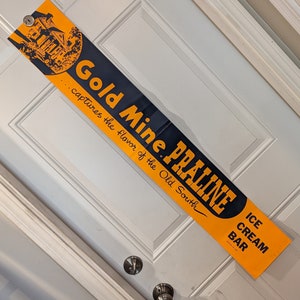 Gold Mine PRALINE
...captures the flavor of the Old South
ICE
CREAM
BAR